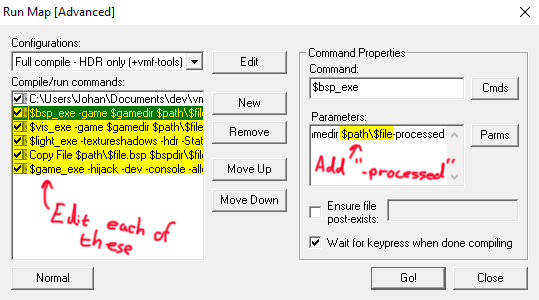 Run Map [Advanced]
Configurations:
Full compile - HDR only (+vmf-tools)
Edit
Compile/run commands:
C:\Users\Johan\Documents\dev\vm
$bsp_exe -game $gamedir $path\$file
$vis_exe -game $gamedir $path\$file
$light_exe -textureshadows -hdr -Stat
Copy File $path\$file.bsp $bspdir\$file
$game_exe -hijack -dev -console -allo
New
Remove
Move Up
Move Down
Edit each of
these
Normal
Command Properties
Command:
$bsp_exe
Cmds
Parameters:
medir $path\$file-processed
Parms
Add "-processed"
Ensure file
post-exists:
Wait for keypress when done compiling
Go!
Close